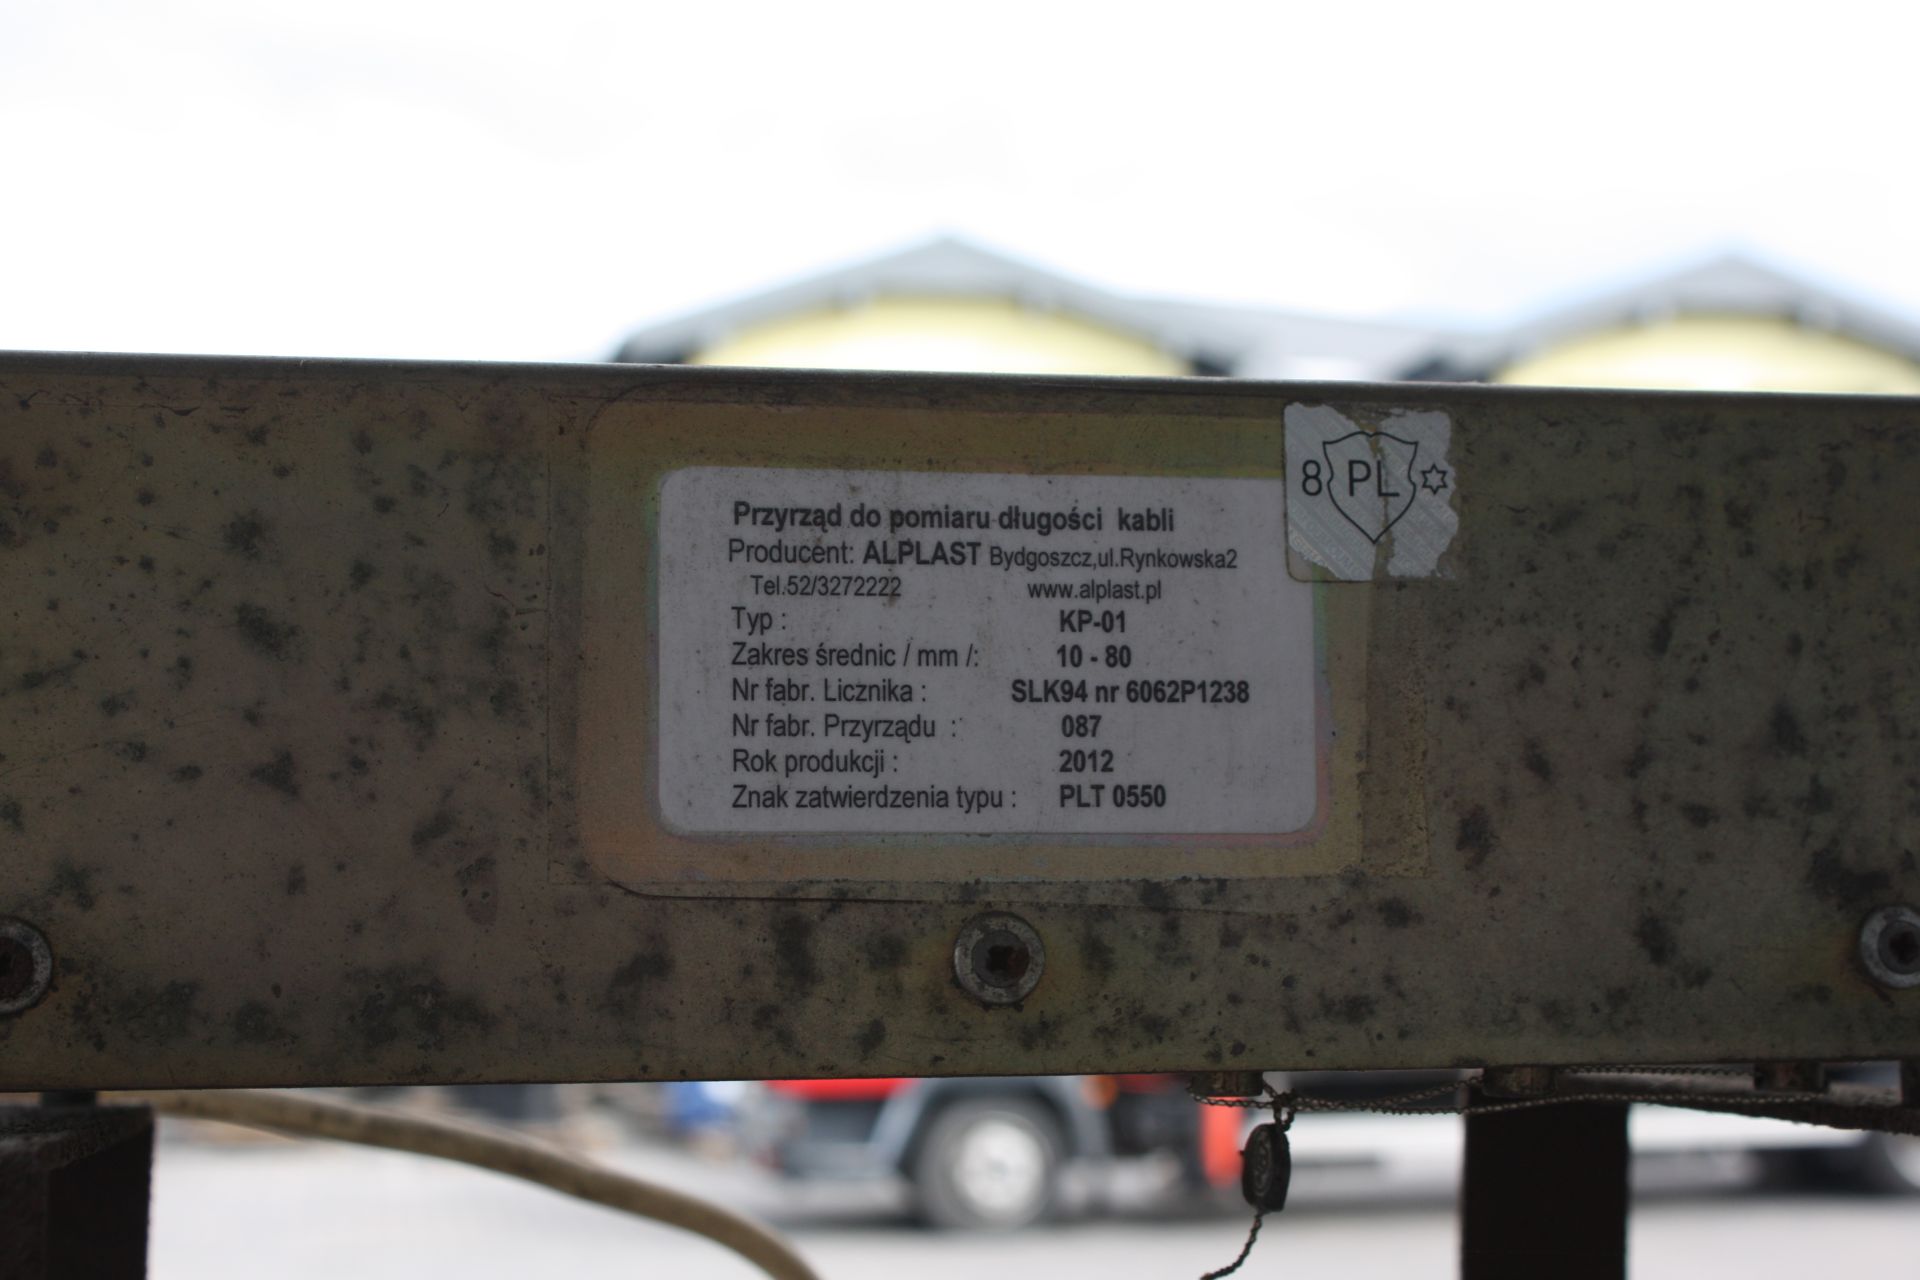 Przyrząd do pomiaru długości kabli
Producent: ALPLAST Bydgoszcz,ul.Rynkowska2
Tel.52/3272222 www.alplast.pl
Typ : KP-01
Zakres średnic / mm /: 10 - 80
Nr fabr. Licznika : SLK94 nr 6062P1238
Nr fabr. Przyrządu : 087
Rok produkcji : 2012
Znak zatwierdzenia typu : PLT 0550
8 PL